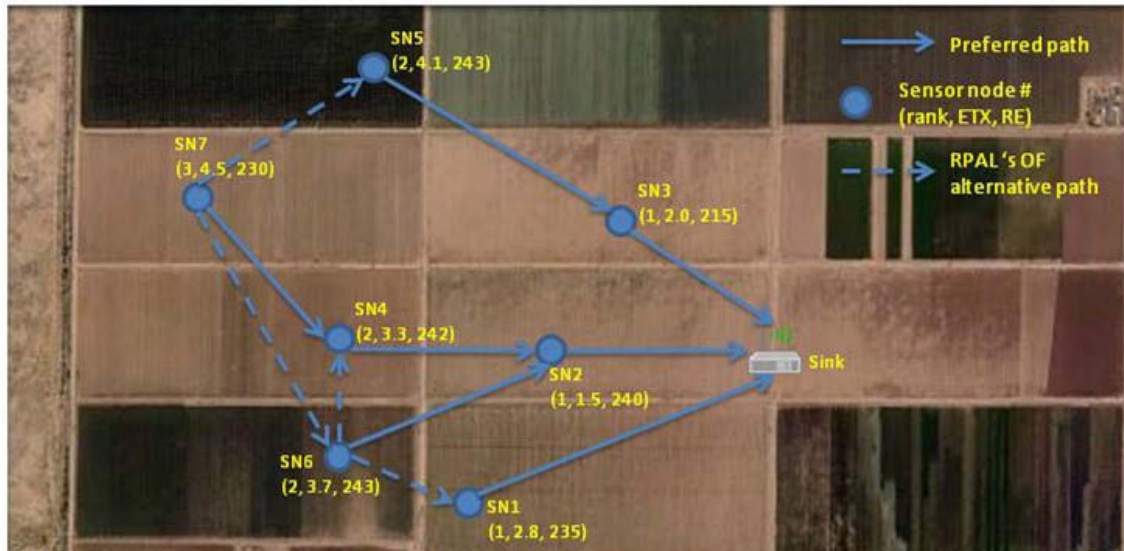 SN5
(2, 4.1, 243)
Preferred path
Sensor node #
(rank, ETX, RE)
SN7
(3, 4.5, 230)
RPAL's OF
alternative path
SN3
(1, 2.0, 215)
SN4
(2, 3.3, 242)
Sink
SN2
(1, 1.5, 240)
SN6
(2, 3.7, 243)
SN1
(1, 2.8, 235)